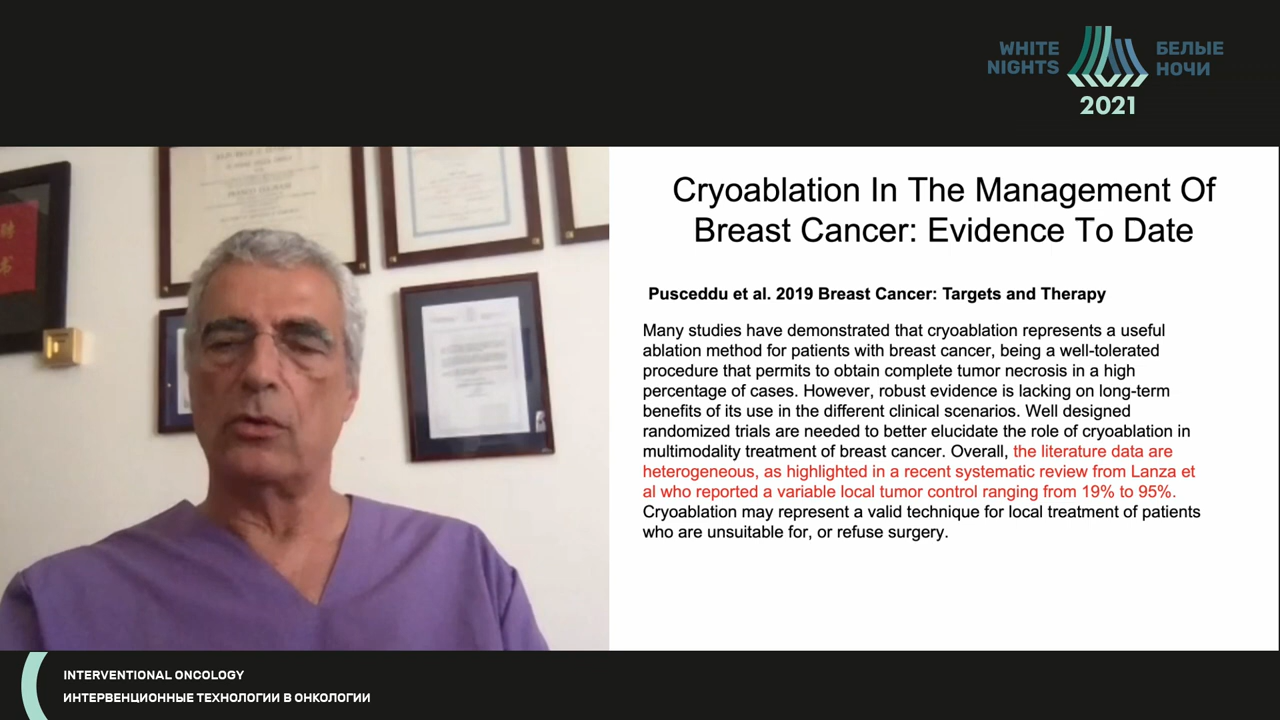 WHITE
NIGHTS
БЕЛЫЕ
НОЧИ
2021
Cryoablation In The Management Of
Breast Cancer: Evidence To Date
Pusceddu et al. 2019 Breast Cancer: Targets and Therapy
Many studies have demonstrated that cryoablation represents a useful
ablation method for patients with breast cancer, being a well-tolerated
procedure that permits to obtain complete tumor necrosis in a high
percentage of cases. However, robust evidence is lacking on long-term
benefits of its use in the different clinical scenarios. Well designed
randomized trials are needed to better elucidate the role of cryoablation in
multimodality treatment of breast cancer. Overall, the literature data are
heterogeneous, as highlighted in a recent systematic review from Lanza et
al who reported a variable local tumor control ranging from 19% to 95%.
Cryoablation may represent a valid technique for local treatment of patients
who are unsuitable for, or refuse surgery.
INTERVENTIONAL ONCOLOGY
ИНТЕРВЕНЦИОННЫЕ ТЕХНОЛОГИИ В ОНКОЛОГИИ